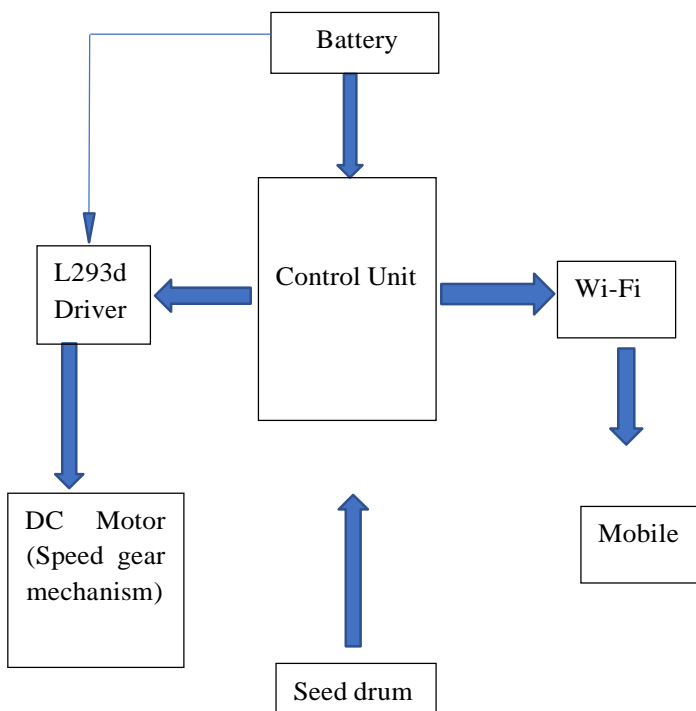 Battery
L293d
Driver
Control Unit
Wi-Fi
DC Motor
(Speed gear
mechanism)
Mobile
Seed drum